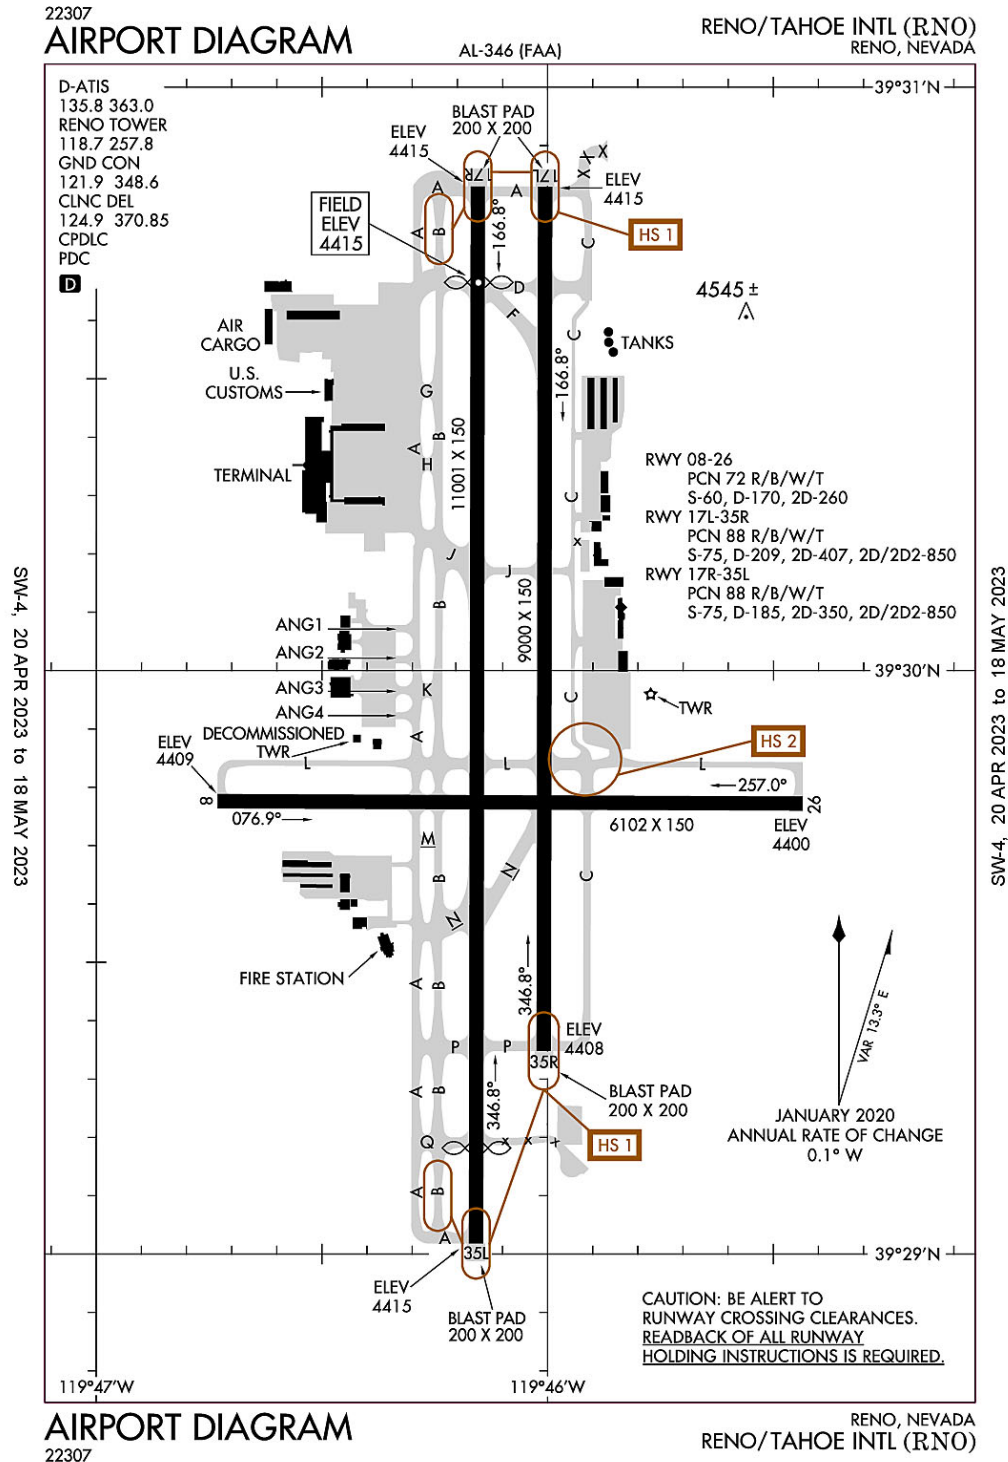 22307
AIRPORT DIAGRAM
AL-346 (FAA)
RENO/TAHOE INTL (RNO)
RENO, NEVADA
D-ATIS
135.8 363.0
RENO TOWER
118.7 257.8
GND CON
121.9 348.6
CLNC DEL
124.9 370.85
CPDLC
PDC
D
39°31'N
BLAST PAD
200 X 200
ELEV
4415
17R
17L
X
X
X
ELEV
4415
A
A
HS 1
FIELD
ELEV
4415
A
B
166.8°
C
D
F
4545 ±
AIR
CARGO
C
TANKS
U.S.
CUSTOMS
166.8°
G
B
A
H
11001 X 150
TERMINAL
RWY 08-26
PCN 72 R/B/W/T
S-60, D-170, 2D-260
RWY 17L-35R
PCN 88 R/B/W/T
S-75, D-209, 2D-407, 2D/2D2-850
RWY 17R-35L
PCN 88 R/B/W/T
S-75, D-185, 2D-350, 2D/2D2-850
C
X
J
J
B
9000 X 150
ANG1
ANG2
ANG3
ANG4
39°30'N
K
C
TWR
DECOMMISSIONED
TWR
A
HS 2
ELEV
4409
L
L
L
257.0°
8
26
076.9°
6102 X 150
ELEV
4400
M
B
N
N
C
FIRE STATION
A
B
346.8°
VAR 13.3° E
ELEV
4408
P
P
35R
BLAST PAD
200 X 200
A
B
346.8°
JANUARY 2020
ANNUAL RATE OF CHANGE
0.1° W
HS 1
Q
X
X
X
A
B
A
35L
39°29'N
ELEV
4415
BLAST PAD
200 X 200
CAUTION: BE ALERT TO
RUNWAY CROSSING CLEARANCES.
READBACK OF ALL RUNWAY
HOLDING INSTRUCTIONS IS REQUIRED.
119°47'W
119°46'W
SW-4, 20 APR 2023 to 18 MAY 2023
SW-4, 20 APR 2023 to 18 MAY 2023
AIRPORT DIAGRAM
22307
RENO, NEVADA
RENO/TAHOE INTL (RNO)